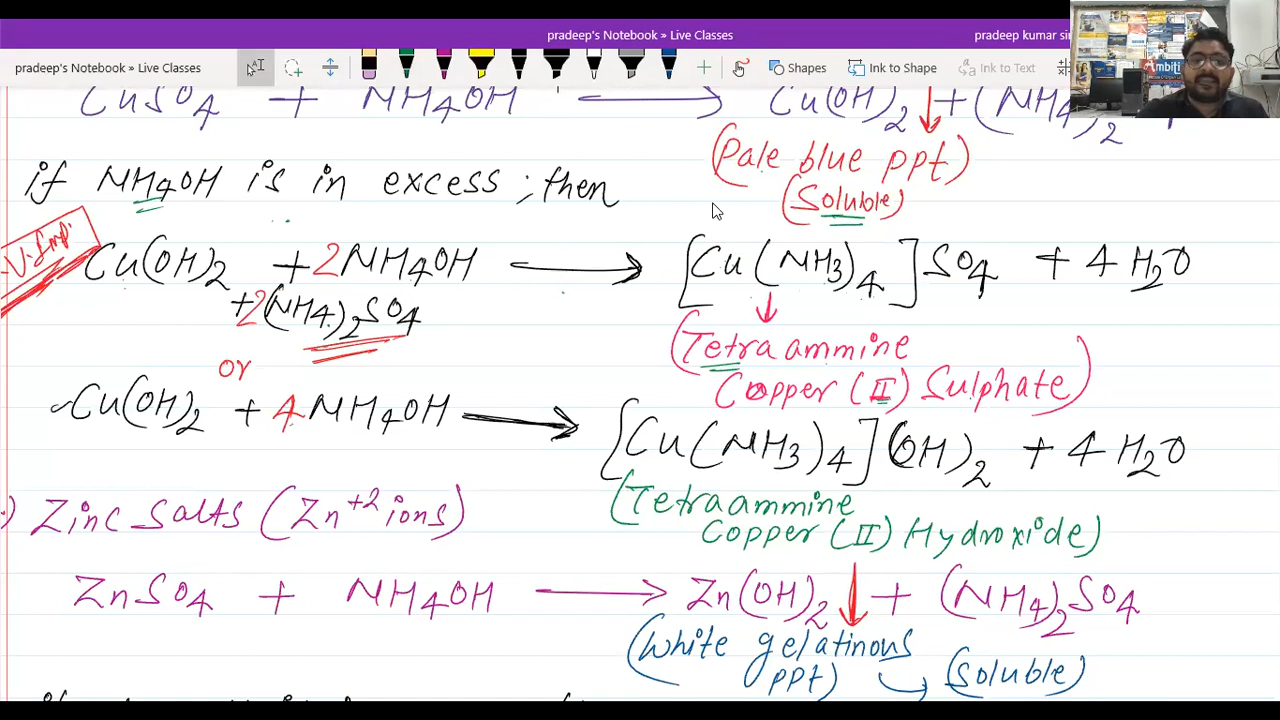 pradeep's Notebook » Live Classes
pradeep kumar si
pradeep's Notebook » Live Classes
Shapes
Ink to Shape
Ink to Text
Ambiti
CuSO4 + NH4OH ⟶ Cu(OH)2 ↓ + (NH4)2
(Pale blue ppt)
(Soluble)
if NH4OH is in excess ; then
V. Imp.
Cu(OH)2 + 2NH4OH ⟶ [Cu(NH3)4]SO4 + 4H2O
+2(NH4)2SO4
↓
(Tetraammine
Copper (II) Sulphate)
or
Cu(OH)2 + 4NH4OH ⟶ [Cu(NH3)4](OH)2 + 4H2O
(Tetraammine
Copper (II) Hydroxide)
) Zinc Salts (Zn+2 ions)
ZnSO4 + NH4OH ⟶ Zn(OH)2 ↓ + (NH4)2SO4
(White gelatinous
ppt) → (Soluble)